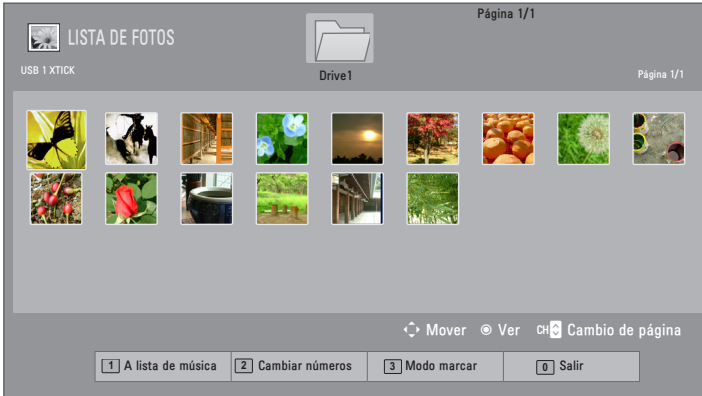 Página 1/1
LISTA DE FOTOS
USB 1 XTICK
Drive1
Página 1/1
Mover
Ver
CH Cambio de página
1 A lista de música
2 Cambiar números
3 Modo marcar
0 Salir